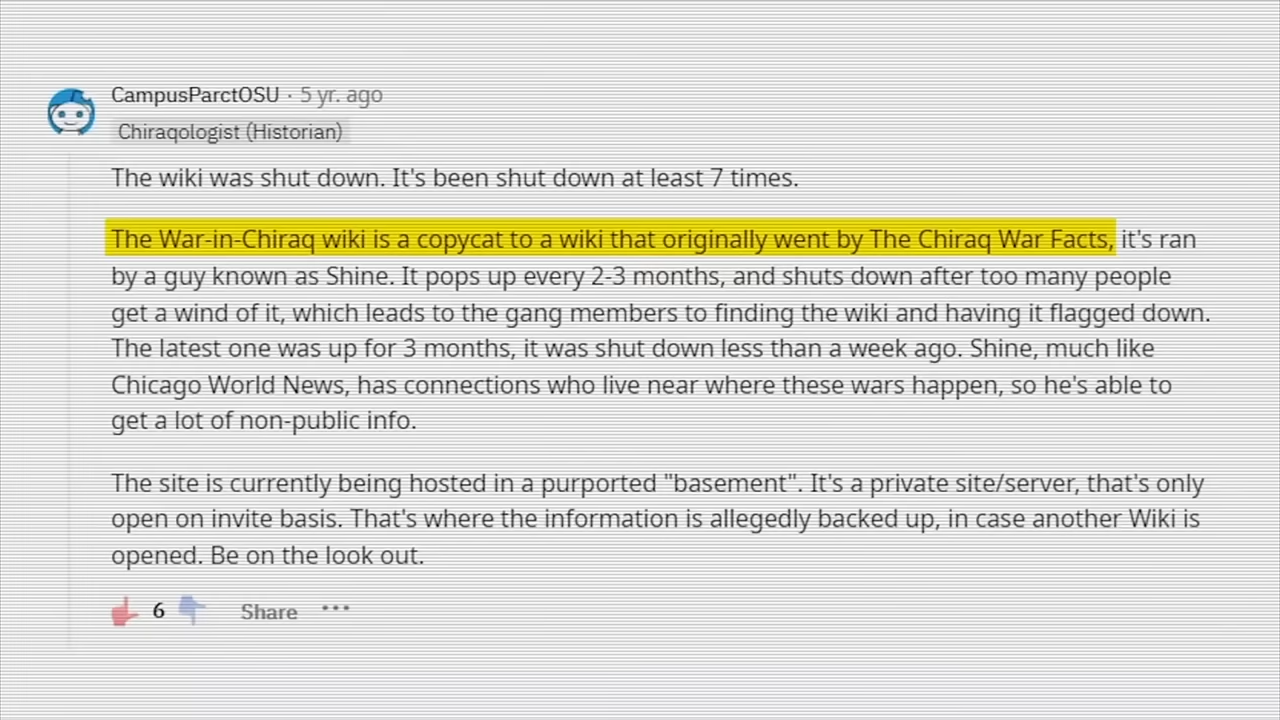 CampusParctOSU · 5 yr. ago
Chiraqologist (Historian)
The wiki was shut down. It's been shut down at least 7 times.
The War-in-Chiraq wiki is a copycat to a wiki that originally went by The Chiraq War Facts, it's ran
by a guy known as Shine. It pops up every 2-3 months, and shuts down after too many people
get a wind of it, which leads to the gang members to finding the wiki and having it flagged down.
The latest one was up for 3 months, it was shut down less than a week ago. Shine, much like
Chicago World News, has connections who live near where these wars happen, so he's able to
get a lot of non-public info.
The site is currently being hosted in a purported "basement". It's a private site/server, that's only
open on invite basis. That's where the information is allegedly backed up, in case another Wiki is
opened. Be on the look out.
6 Share ···